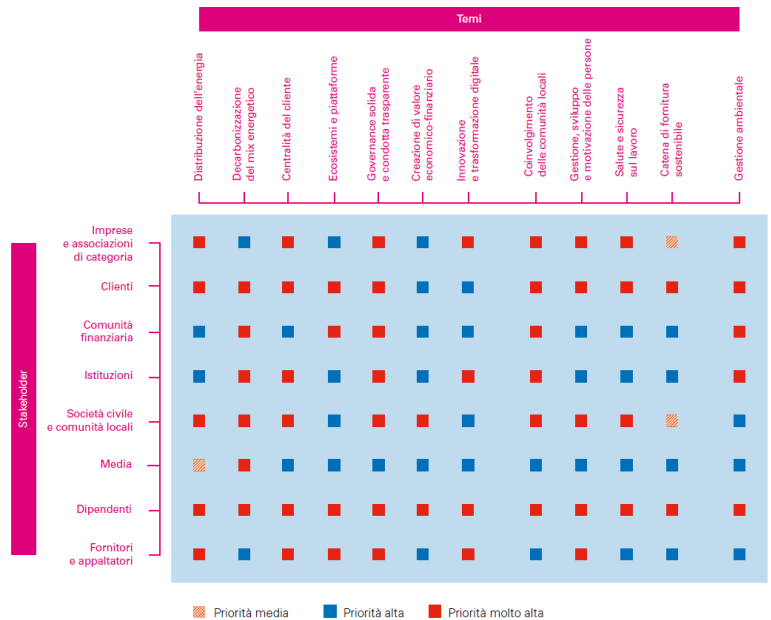 Temi
Distribuzione dell'energia
Decarbonizzazione
del mix energetico
Centralità del cliente
Ecosistemi e piattaforme
Governance solida
e condotta trasparente
Creazione di valore
economico-finanziario
Innovazione
e trasformazione digitale
Coinvolgimento
delle comunità locali
Gestione, sviluppo
e motivazione delle persone
Salute e sicurezza
sul lavoro
Catena di fornitura
sostenibile
Gestione ambientale
Stakeholder
Imprese
e associazioni
di categoria
Clienti
Comunità
finanziaria
Istituzioni
Società civile
e comunità locali
Media
Dipendenti
Fornitori
e appaltatori
Priorità media
Priorità alta
Priorità molto alta